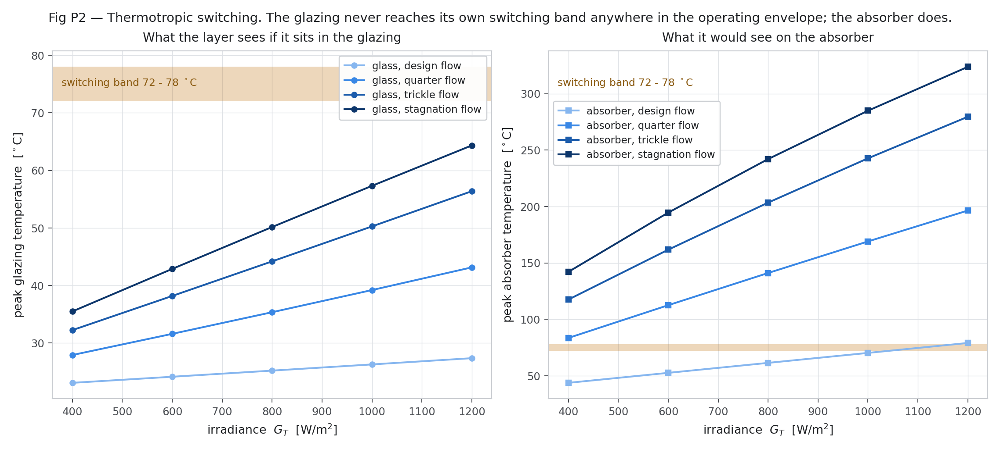 Fig P2 — Thermotropic switching. The glazing never reaches its own switching band anywhere in the operating envelope; the absorber does.
What the layer sees if it sits in the glazing
80
70
60
50
40
30
peak glazing temperature [°C]
switching band 72 - 78 °C
glass, design flow
glass, quarter flow
glass, trickle flow
glass, stagnation flow
400 500 600 700 800 900 1000 1100 1200
irradiance G_T [W/m²]
What it would see on the absorber
300
250
200
150
100
50
peak absorber temperature [°C]
switching band 72 - 78 °C
absorber, design flow
absorber, quarter flow
absorber, trickle flow
absorber, stagnation flow
400 500 600 700 800 900 1000 1100 1200
irradiance G_T [W/m²]